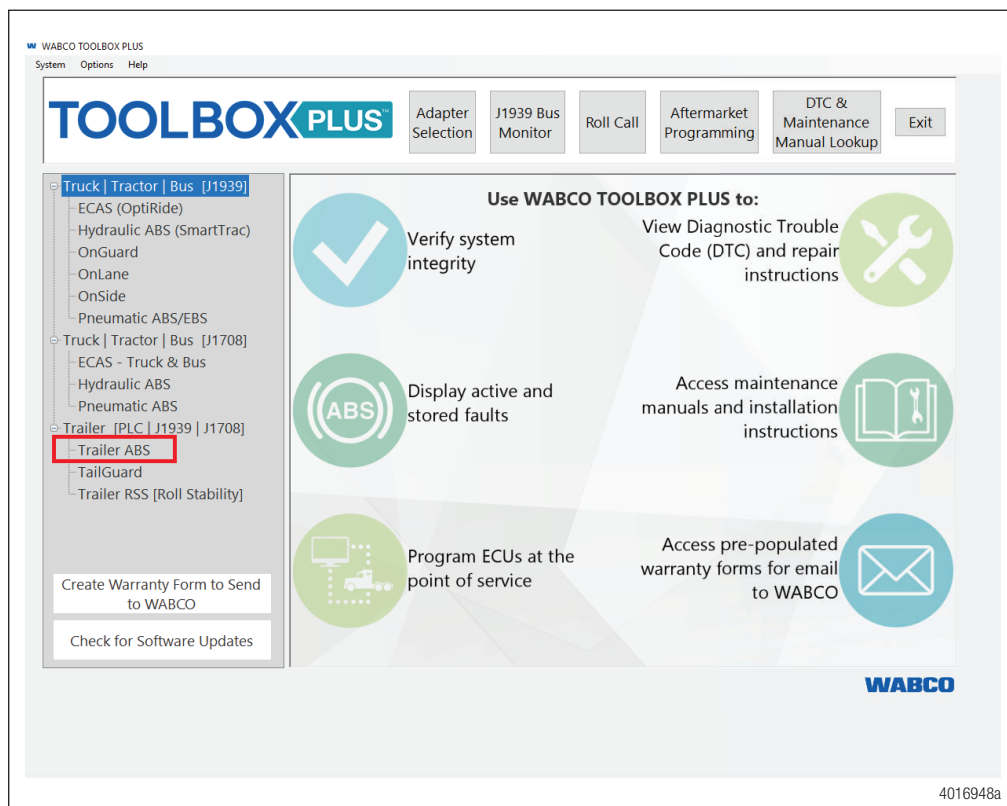 WABCO TOOLBOX PLUS
System Options Help
TOOLBOX PLUS™
Adapter
Selection
J1939 Bus
Monitor
Roll Call
Aftermarket
Programming
DTC &
Maintenance
Manual Lookup
Exit
Truck | Tractor | Bus [J1939]
ECAS (OptiRide)
Hydraulic ABS (SmartTrac)
OnGuard
OnLane
OnSide
Pneumatic ABS/EBS
Truck | Tractor | Bus [J1708]
ECAS - Truck & Bus
Hydraulic ABS
Pneumatic ABS
Trailer [PLC | J1939 | J1708]
Trailer ABS
TailGuard
Trailer RSS [Roll Stability]
Create Warranty Form to Send
to WABCO
Check for Software Updates
Use WABCO TOOLBOX PLUS to:
Verify system
integrity
View Diagnostic Trouble
Code (DTC) and repair
instructions
ABS
Display active and
stored faults
Access maintenance
manuals and installation
instructions
Program ECUs at the
point of service
Access pre-populated
warranty forms for email
to WABCO
WABCO
4016948a